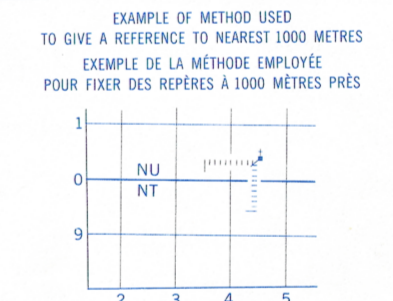 EXAMPLE OF METHOD USED
TO GIVE A REFERENCE TO NEAREST 1000 METRES
EXEMPLE DE LA MÉTHODE EMPLOYÉE
POUR FIXER DES REPÈRES À 1000 MÈTRES PRÈS
1
NU
0
NT
9
2 3 4 5